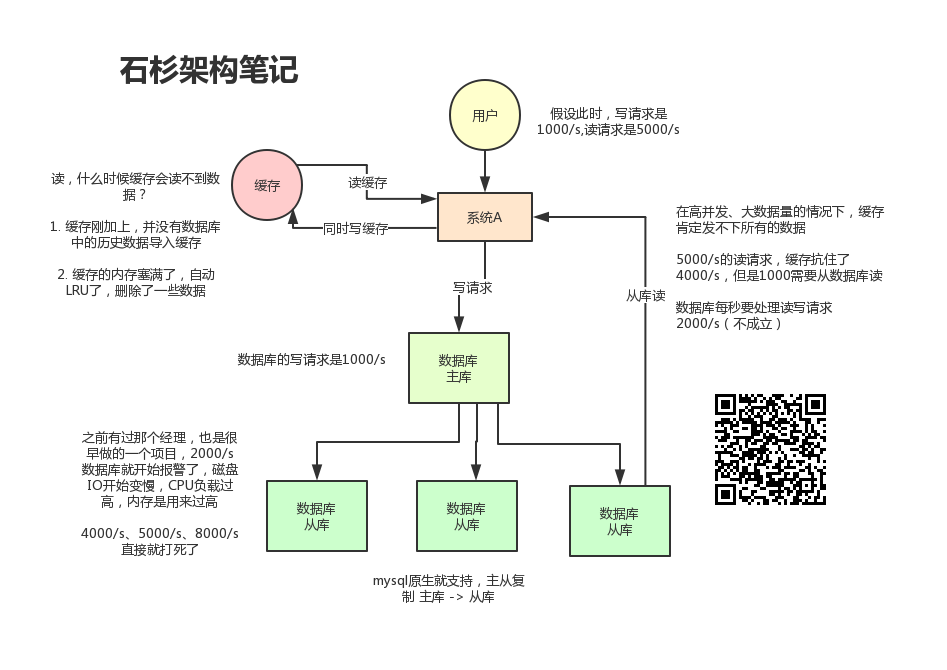 石杉架构笔记
用户
假设此时，写请求是
1000/s,读请求是5000/s
读，什么时候缓存会读不到数
据？
1. 缓存刚加上，并没有数据库
中的历史数据导入缓存
2. 缓存的内存塞满了，自动
LRU了，删除了一些数据
缓存
读缓存
同时写缓存
系统A
在高并发、大数据量的情况下，缓存
肯定发不下所有的数据
5000/s的读请求，缓存抗住了
4000/s，但是1000需要从数据库读
数据库每秒要处理读写请求
2000/s（不成立）
写请求
从库读
数据库的写请求是1000/s
数据库
主库
之前有过那个经理，也是很
早做的一个项目，2000/s
数据库就开始报警了，磁盘
IO开始变慢，CPU负载过
高，内存是用来过高
4000/s、5000/s、8000/s
直接就打死了
数据库
从库
数据库
从库
数据库
从库
mysql原生就支持，主从复
制 主库 -> 从库